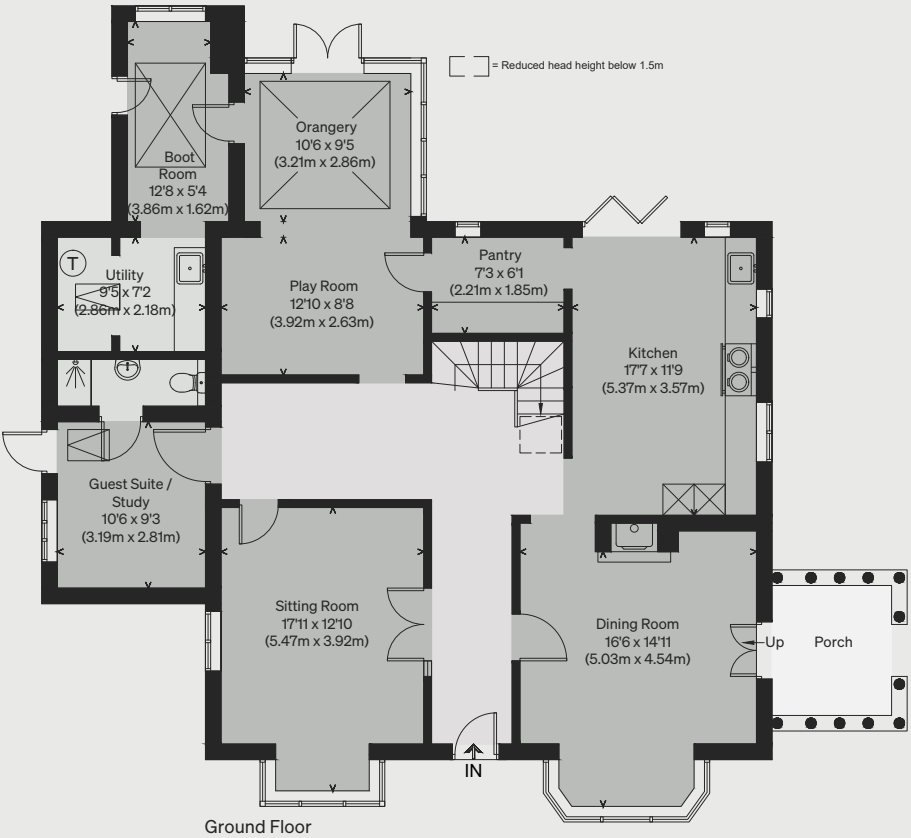 = Reduced head height below 1.5m
Orangery
10'6 x 9'5
(3.21m x 2.86m)
Boot
Room
12'8 x 5'4
(3.86m x 1.62m)
T
Utility
9'5 x 7'2
(2.86m x 2.18m)
Play Room
12'10 x 8'8
(3.92m x 2.63m)
Pantry
7'3 x 6'1
(2.21m x 1.85m)
Kitchen
17'7 x 11'9
(5.37m x 3.57m)
Guest Suite /
Study
10'6 x 9'3
(3.19m x 2.81m)
Sitting Room
17'11 x 12'10
(5.47m x 3.92m)
Dining Room
16'6 x 14'11
(5.03m x 4.54m)
Up
Porch
IN
Ground Floor